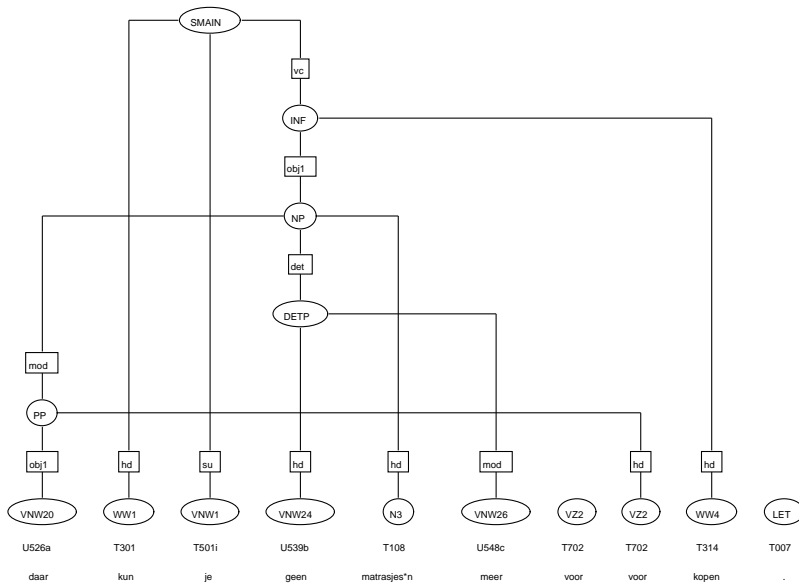 SMAIN
vc
INF
obj1
NP
det
DETP
mod
PP
obj1 hd su hd hd mod hd hd
VNW20 WW1 VNW1 VNW24 N3 VNW26 VZ2 VZ2 WW4 LET
U526a T301 T501i U539b T108 U548c T702 T702 T314 T007
daar kun je geen matrasjes*n meer voor voor kopen .